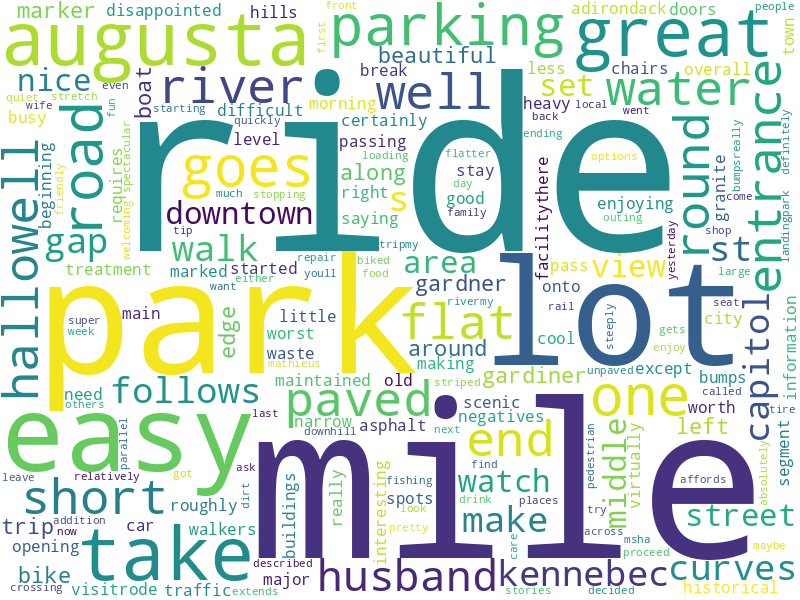 marker disappointed hills parking front adirondack doors people
augusta first great town
nice boat break beautiful less chairs overall
quiet stretch even river well set water
wife fun starting morning heavy local
busy quickly difficult certainly back went
road beginning requires spectacular level passing ending round granite entrance
friendly welcoming goes loading flatter options bumpsreally definitely
ride
hallowell much stopping along stay day enjoying outing shop come
downtown right s good family facilitythere landingpark
tip saying tripmy yesterday
gap walk repair biked area pass view st
treatment marked started youll food gardner onto rail seat large
want either rivermy cool steeply city
park lot capitol information
super main little flat gets
week edge worst around except bumps enjoy
need waste mathieus making unpaved
easy follows maintained old striped gardiner called worth tire
others last paved scenic one
narrow asphalt negatives left
parallel downhill next end middle virtually segment
short relatively really interesting watch find pedestrian street absolutely
leave got ask buildings fishing spots affords
roughly look drink places try
trip addition car walkers dirt pretty make across
now take opening major care msha maybe
bike traffic described husband kennebec proceed curves
crossing visitrode extends stories decided historical
mile